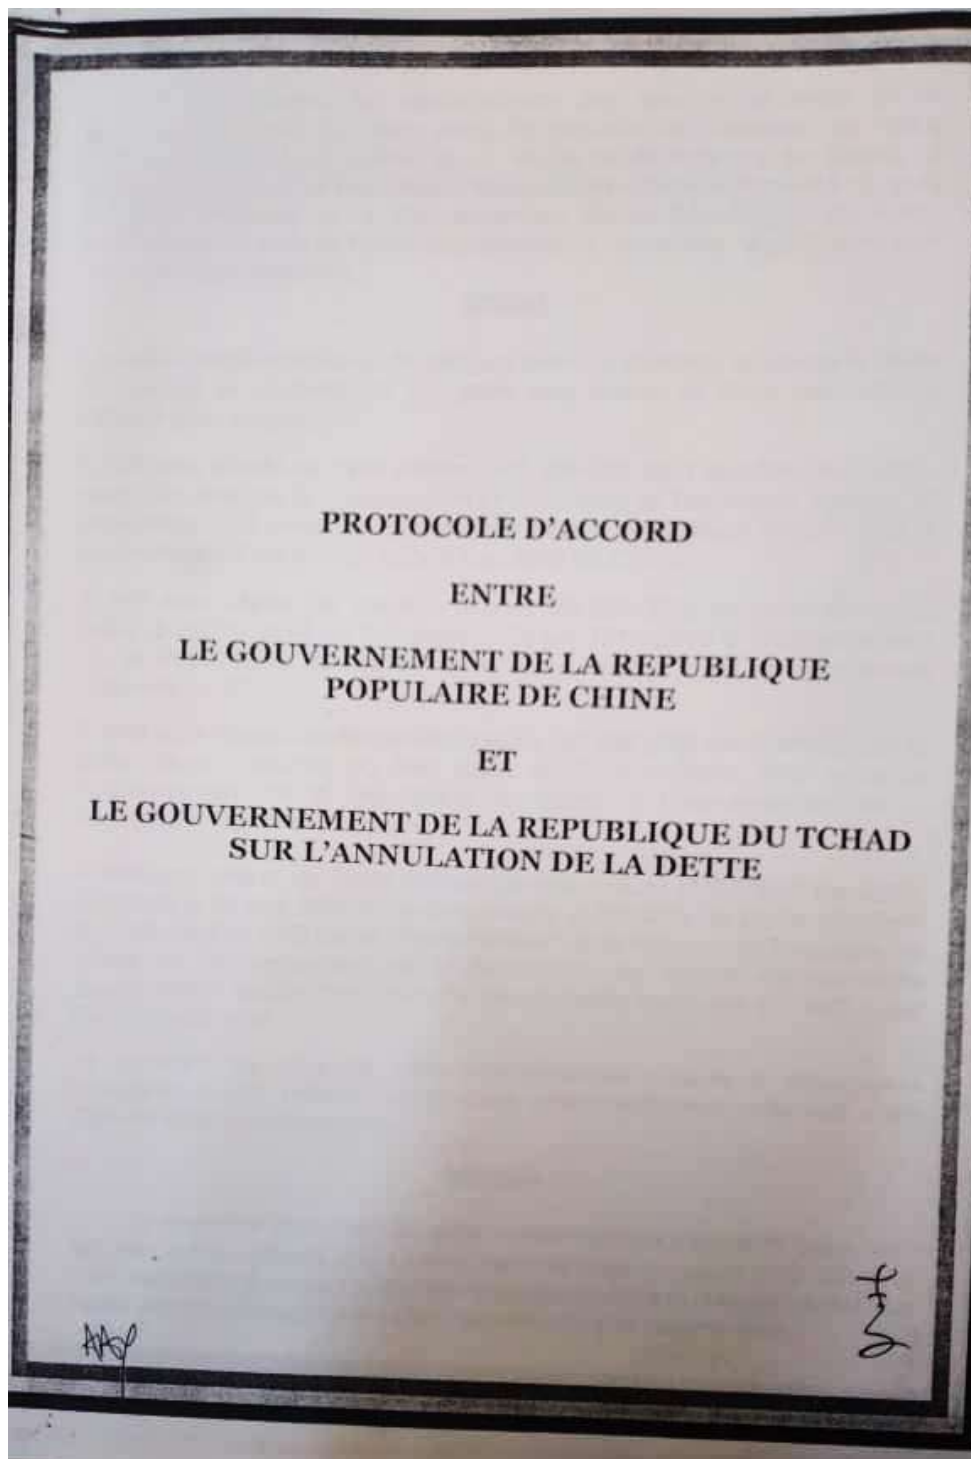 PROTOCOLE D'ACCORD
ENTRE
LE GOUVERNEMENT DE LA REPUBLIQUE
POPULAIRE DE CHINE
ET
LE GOUVERNEMENT DE LA REPUBLIQUE DU TCHAD
SUR L'ANNULATION DE LA DETTE